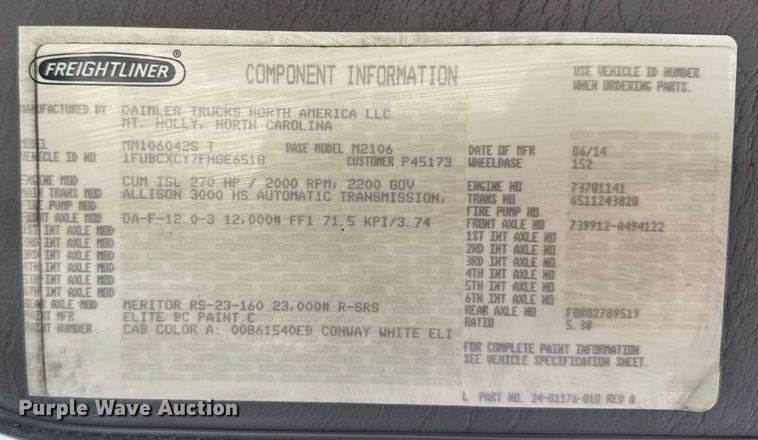 FREIGHTLINER®
COMPONENT INFORMATION
USE VEHICLE ID NUMBER
WHEN ORDERING PARTS.
MANUFACTURED BY DAIMLER TRUCKS NORTH AMERICA LLC
MT. HOLLY, NORTH CAROLINA
MODEL MM106042S T BASE MODEL M2106 DATE OF MFR 06/14
VEHICLE ID NO 1FUBCXCY7FHGE6518 CUSTOMER P45173 WHEELBASE 152
ENGINE MOD CUM ISL 270 HP / 2000 RPM; 2200 GOV ENGINE NO 73701141
MAIN TRANS MOD ALLISON 3000 HS AUTOMATIC TRANSMISSION, TRANS NO 6511243820
FIRE PUMP MOD FIRE PUMP NO
FRONT AXLE MOD DA-F-12.0-3 12,000# FF1 71.5 KPI/3.74 FRONT AXLE NO 739912-A494122
1ST INT AXLE MOD 1ST INT AXLE NO
2ND INT AXLE MOD 2ND INT AXLE NO
3RD INT AXLE MOD 3RD INT AXLE NO
4TH INT AXLE MOD 4TH INT AXLE NO
5TH INT AXLE MOD 5TH INT AXLE NO
6TH INT AXLE MOD 6TH INT AXLE NO
REAR AXLE MOD MERITOR RS-23-160 23,000# R-SRS REAR AXLE NO FOR02789519
PAINT MFR ELITE BC PAINT C RATIO 5.38
PAINT NUMBER CAB COLOR A: 00861540EB CONWAY WHITE ELI
FOR COMPLETE PAINT INFORMATION
SEE VEHICLE SPECIFICATION SHEET.
L PART NO. 24-01176-010 REV A
Purple Wave Auction